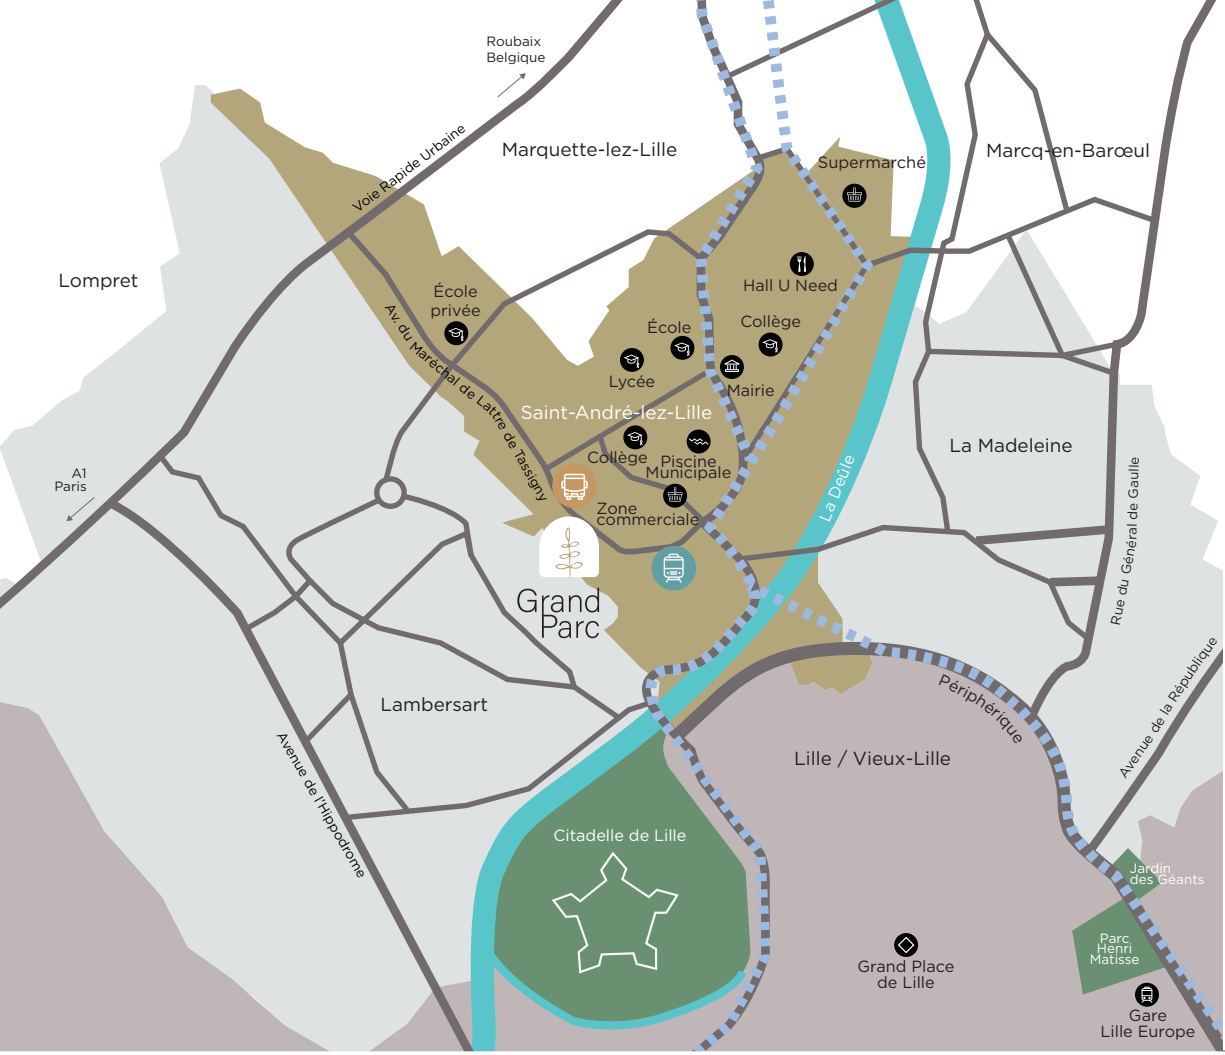 Roubaix
Belgique
Voie Rapide Urbaine
Marquette-lez-Lille
Marcq-en-Barœul
Supermarché
Lompret
Hall U Need
École
privée
École
Collège
Lycée
Mairie
Av. du Maréchal de Lattre de Tassigny
Saint-André-lez-Lille
Collège
Piscine
Municipale
La Madeleine
A1
Paris
Zone
commerciale
La Deûle
Rue du Général de Gaulle
Grand
Parc
Lambersart
Périphérique
Avenue de la République
Avenue de l'Hippodrome
Lille / Vieux-Lille
Citadelle de Lille
Jardin
des Géants
Parc
Henri
Matisse
Grand Place
de Lille
Gare
Lille Europe